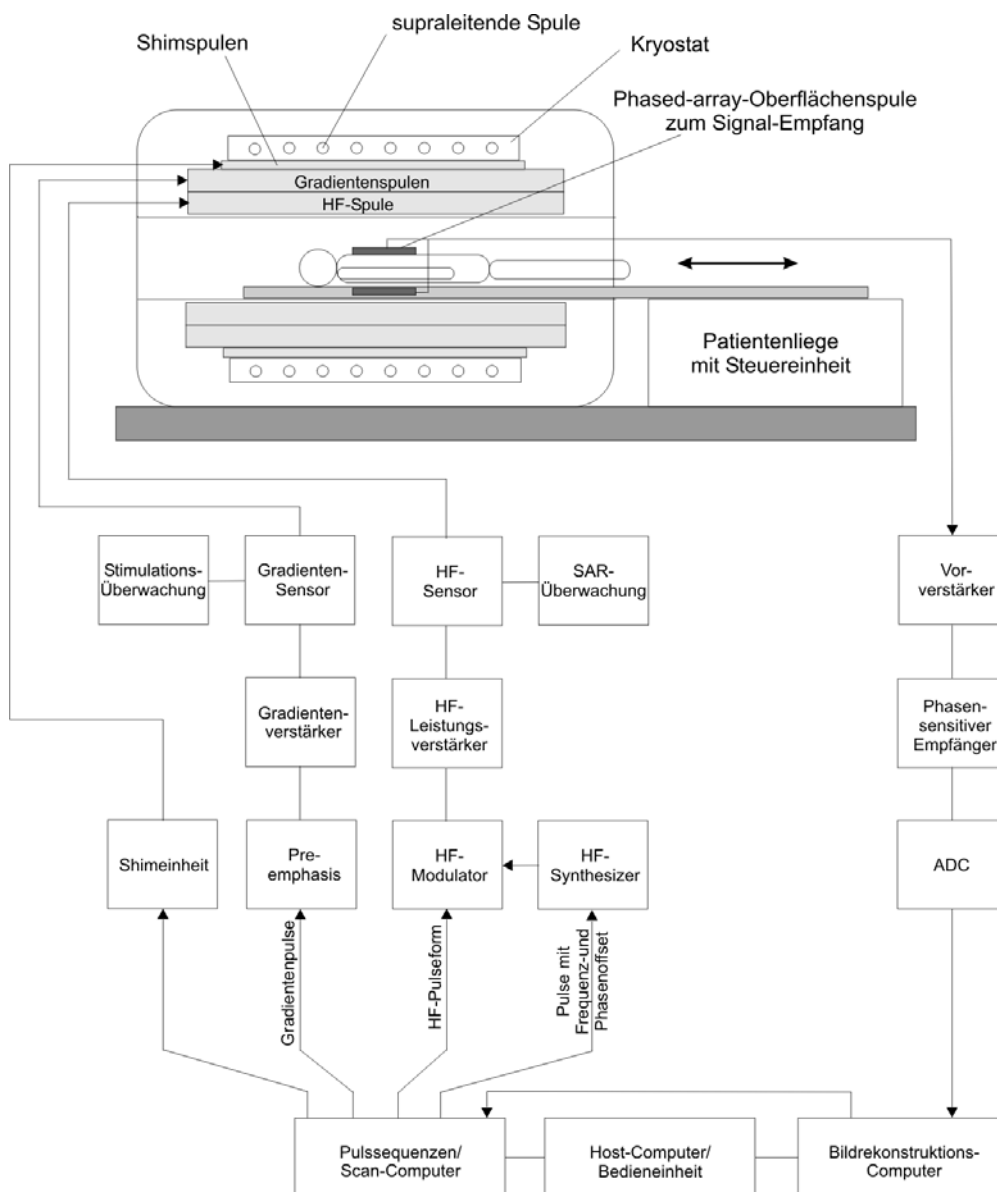 supraleitende Spule
Shimspulen
Kryostat
Phased-array-Oberflächenspule
zum Signal-Empfang
Gradientenspulen
HF-Spule
Patientenliege
mit Steuereinheit
Stimulations-
Überwachung
Gradienten-
Sensor
HF-
Sensor
SAR-
Überwachung
Vor-
verstärker
Gradienten-
verstärker
HF-
Leistungs-
verstärker
Phasen-
sensitiver
Empfänger
Shimeinheit
Pre-
emphasis
HF-
Modulator
HF-
Synthesizer
ADC
Gradientenpulse
HF-Pulseform
Pulse mit
Frequenz-und
Phasenoffset
Pulssequenzen/
Scan-Computer
Host-Computer/
Bedieneinheit
Bildrekonstruktions-
Computer